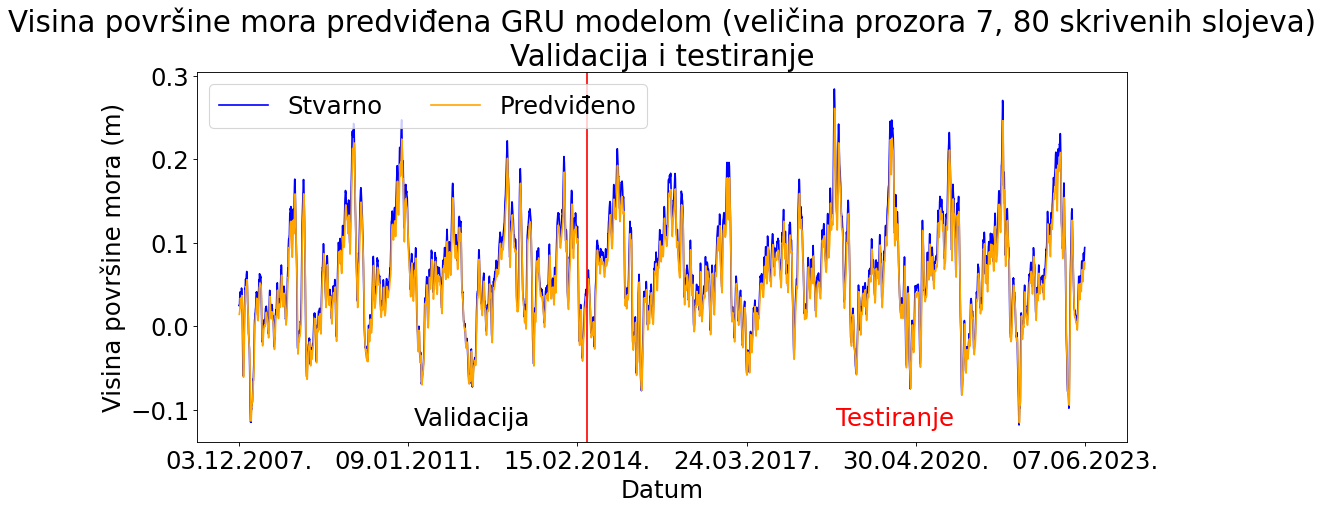 Visina površine mora predviđena GRU modelom (veličina prozora 7, 80 skrivenih slojeva)
Validacija i testiranje
Stvarno
Predviđeno
Visina površine mora (m)
0.3
0.2
0.1
0.0
−0.1
Validacija
Testiranje
03.12.2007.
09.01.2011.
15.02.2014.
24.03.2017.
30.04.2020.
07.06.2023.
Datum